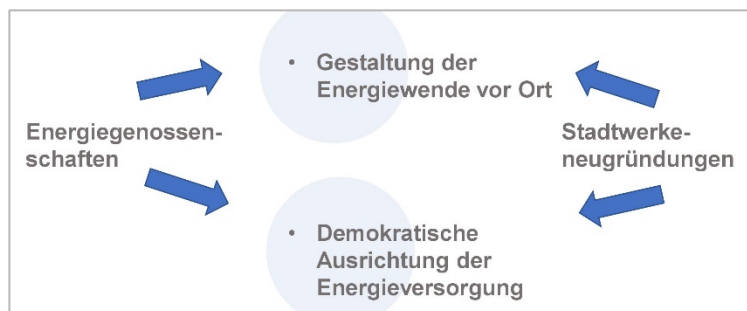 • Gestaltung der
Energiewende vor Ort
Energiegenossen-
schaften
Stadtwerke-
neugründungen
• Demokratische
Ausrichtung der
Energieversorgung